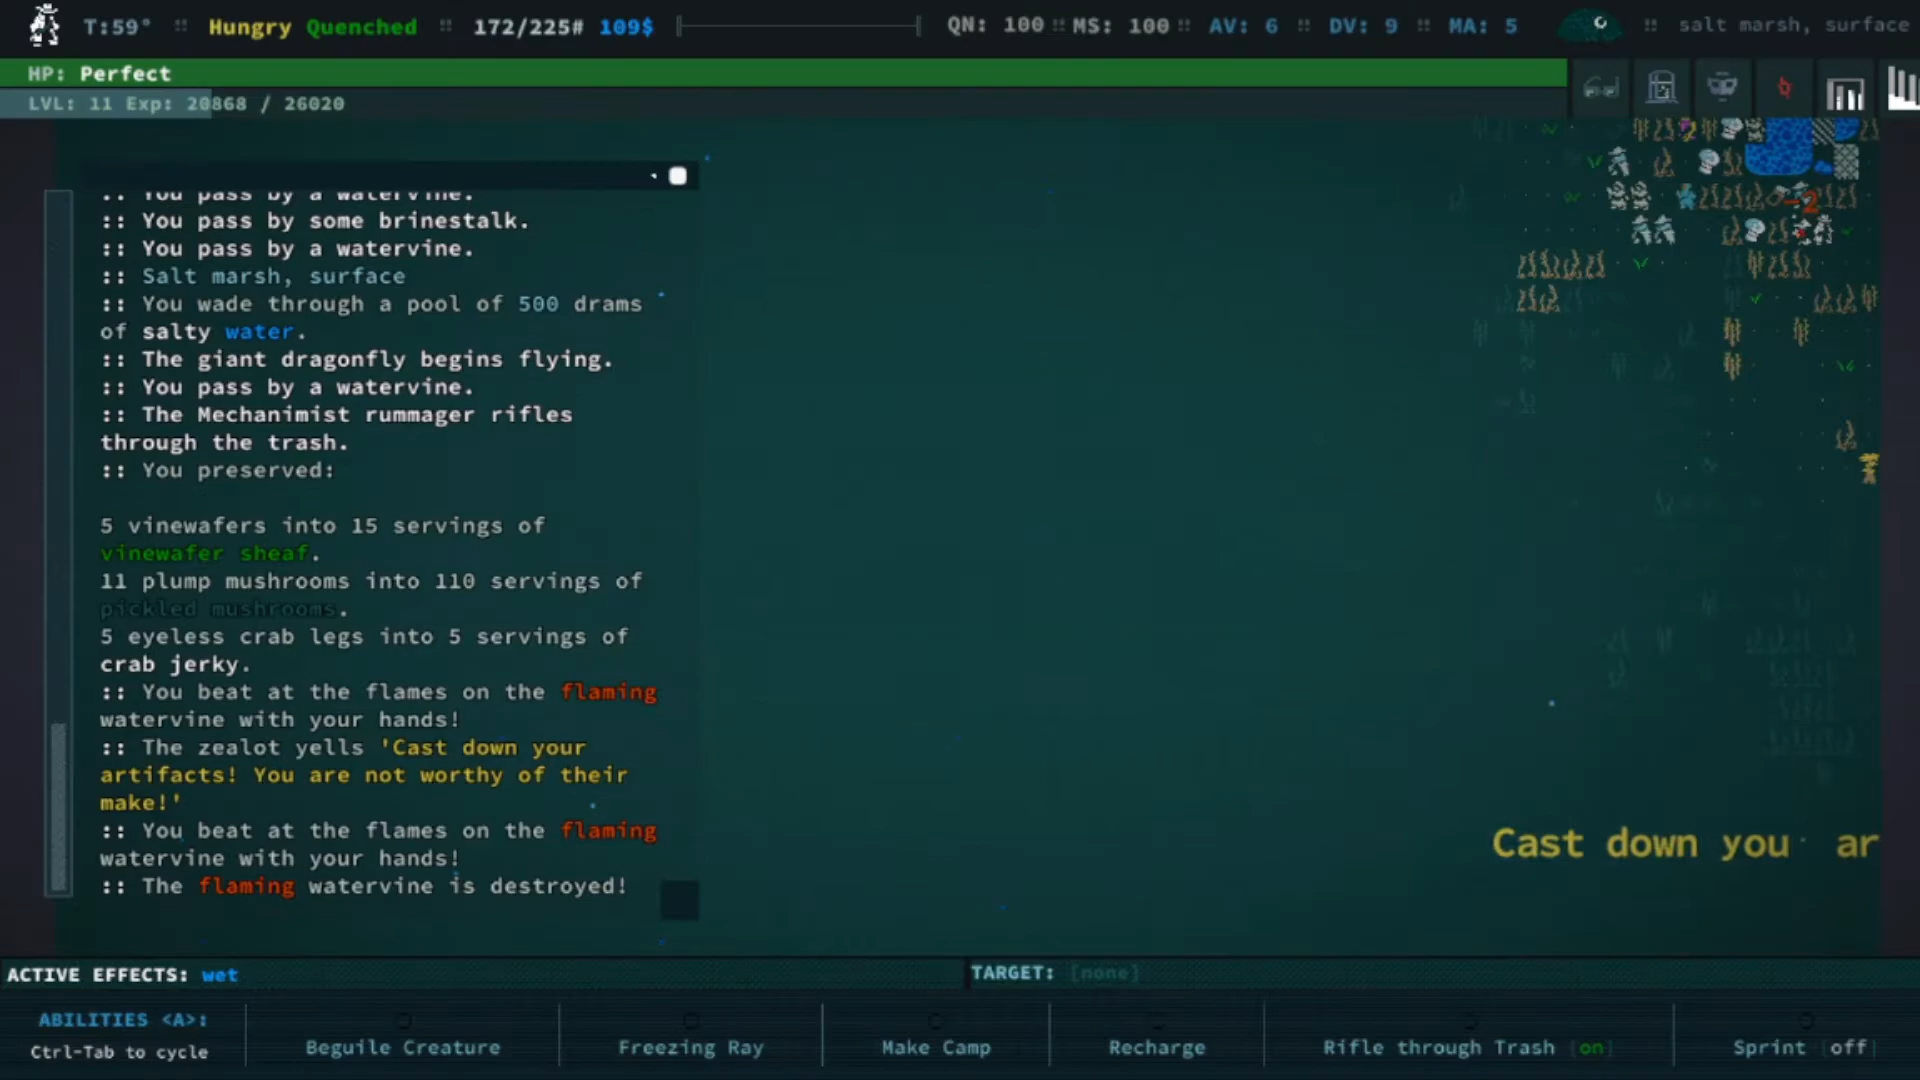 T:59° :: Hungry Quenched :: 172/225# 109$ QN: 100 :: MS: 100 :: AV: 6 :: DV: 9 :: MA: 5 :: salt marsh, surface
HP: Perfect
LVL: 11 Exp: 20868 / 26020
:: You pass by a watervine.
:: You pass by some brinestalk.
:: You pass by a watervine.
:: Salt marsh, surface
:: You wade through a pool of 500 drams
of salty water.
:: The giant dragonfly begins flying.
:: You pass by a watervine.
:: The Mechanimist rummager rifles
through the trash.
:: You preserved:
5 vinewafers into 15 servings of
vinewafer sheaf.
11 plump mushrooms into 110 servings of
pickled mushrooms.
5 eyeless crab legs into 5 servings of
crab jerky.
:: You beat at the flames on the flaming
watervine with your hands!
:: The zealot yells 'Cast down your
artifacts! You are not worthy of their
make!'
:: You beat at the flames on the flaming
watervine with your hands!
:: The flaming watervine is destroyed!
-2
Cast down you ar
ACTIVE EFFECTS: wet
TARGET: [none]
ABILITIES <A>:
Ctrl-Tab to cycle
Beguile Creature
Freezing Ray
Make Camp
Recharge
Rifle through Trash [on]
Sprint [off]